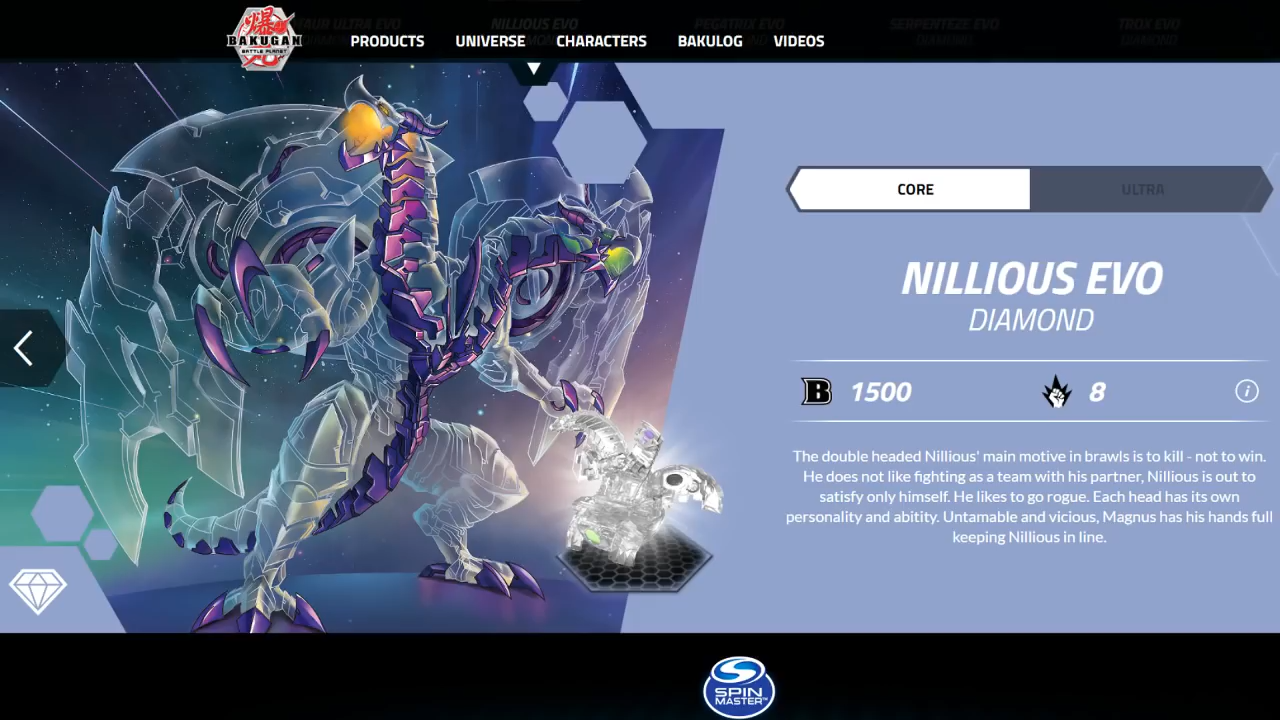 NILLIOUS EVO
PEGATRIX EVO
SERPENTEZE EVO
TROX EVO
DIAMOND
DIAMOND
BAKUGAN
BATTLE PLANET
PRODUCTS
UNIVERSE
CHARACTERS
BAKULOG
VIDEOS
CORE
ULTRA
NILLIOUS EVO
DIAMOND
B 1500
8
i
The double headed Nillious' main motive in brawls is to kill - not to win.
He does not like fighting as a team with his partner, Nillious is out to
satisfy only himself. He likes to go rogue. Each head has its own
personality and abitity. Untamable and vicious, Magnus has his hands full
keeping Nillious in line.
SPIN
MASTER™